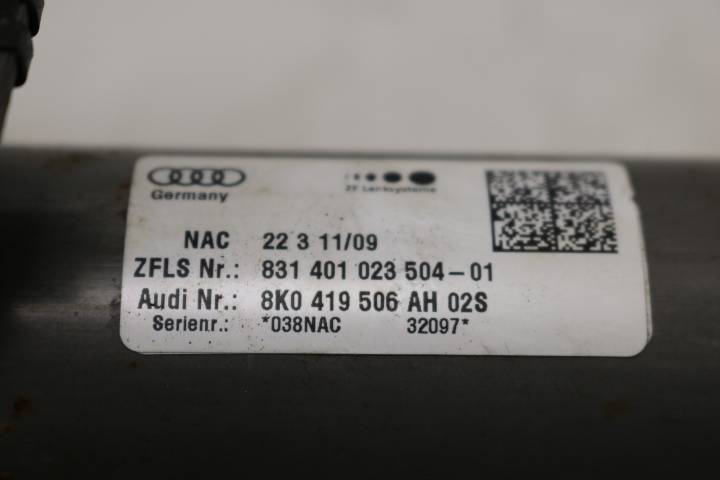 Germany
ZF Lenksysteme
NAC 22 3 11/09
ZFLS Nr.: 831 401 023 504-01
Audi Nr.: 8K0 419 506 AH 02S
Serienr.: *038NAC 32097*